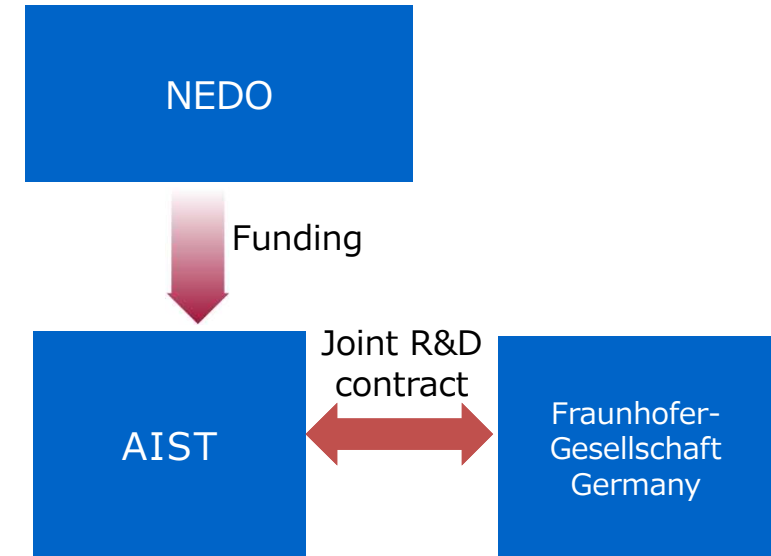 NEDO
Funding
Joint R&D
contract
AIST
Fraunhofer-
Gesellschaft
Germany